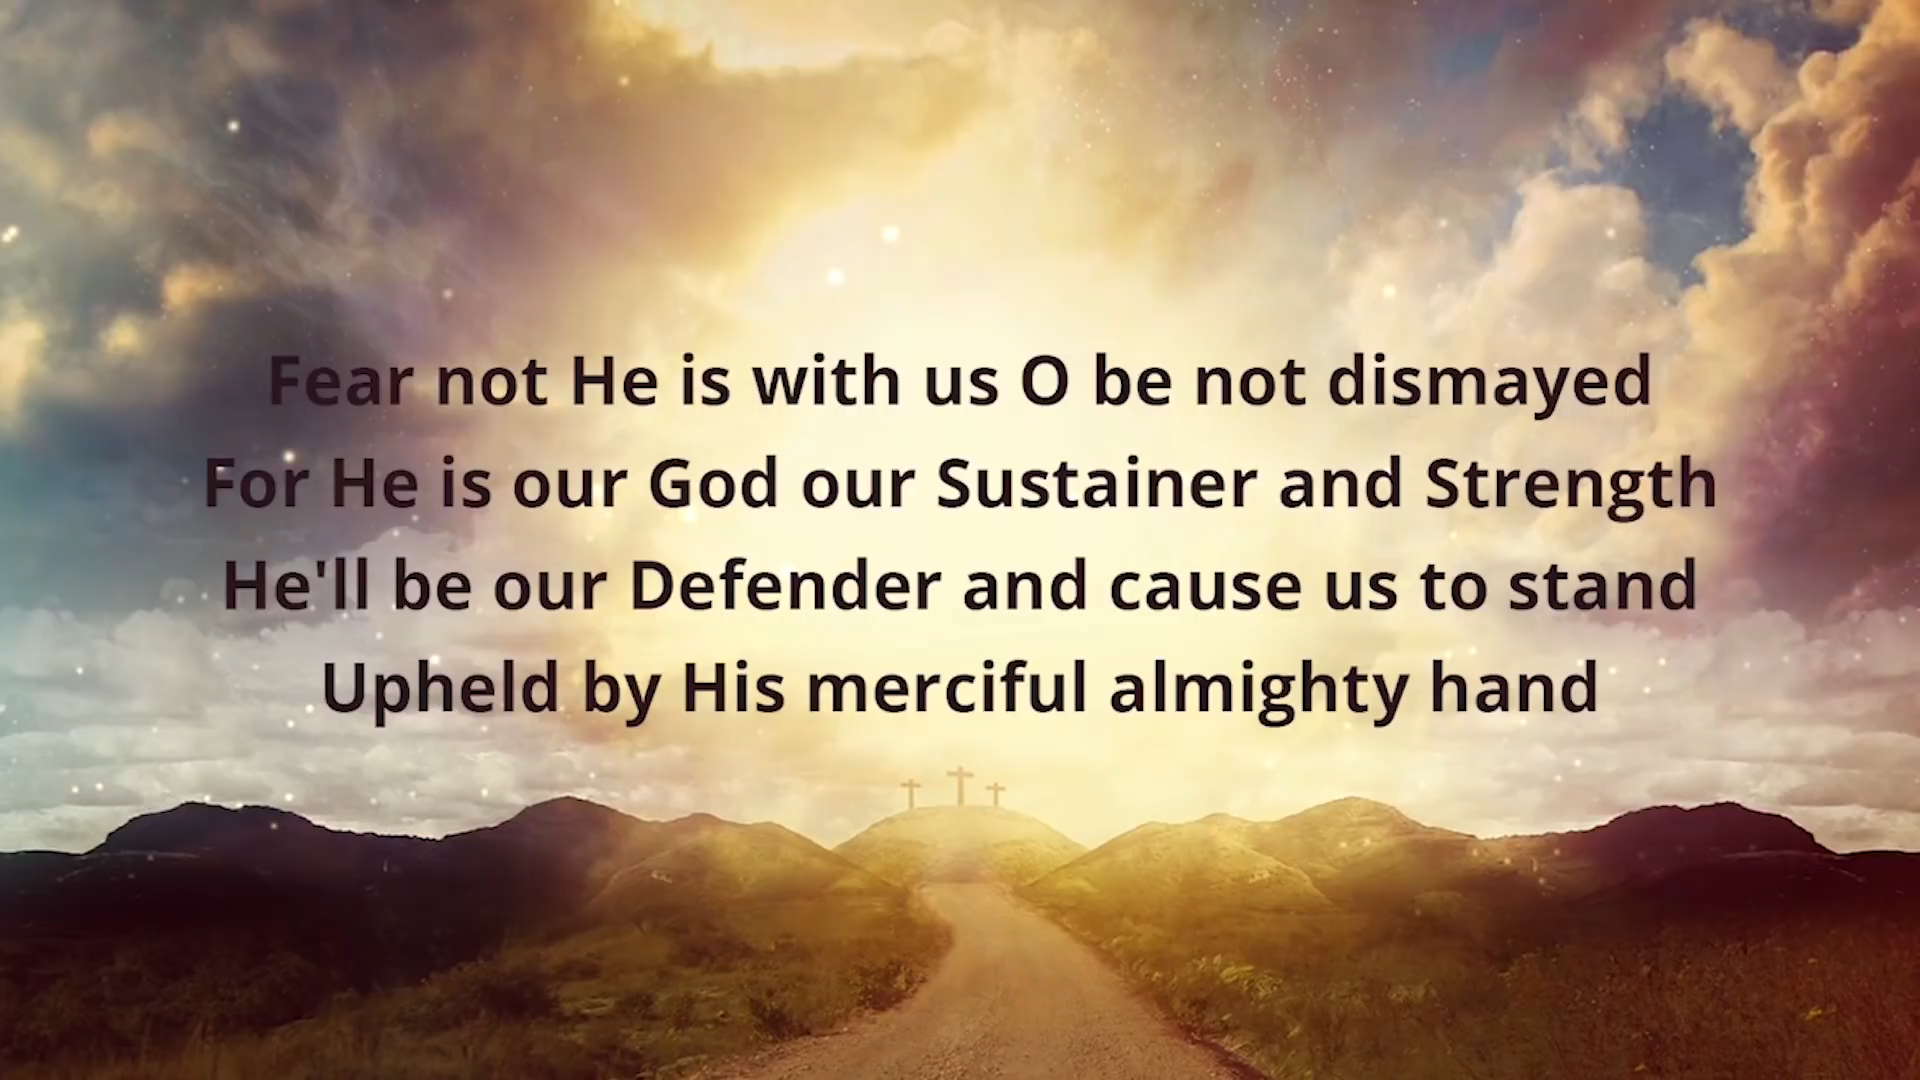 Fear not He is with us O be not dismayed
For He is our God our Sustainer and Strength
He'll be our Defender and cause us to stand
Upheld by His merciful almighty hand